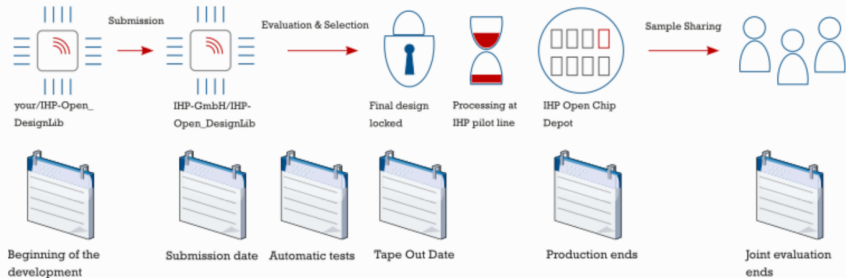 Submission
Evaluation & Selection
Sample Sharing
your/IHP-Open_
DesignLib
IHP-GmbH/IHP-
Open_DesignLib
Final design
locked
Processing at
IHP pilot line
IHP Open Chip
Depot
Beginning of the
development
Submission date
Automatic tests
Tape Out Date
Production ends
Joint evaluation
ends